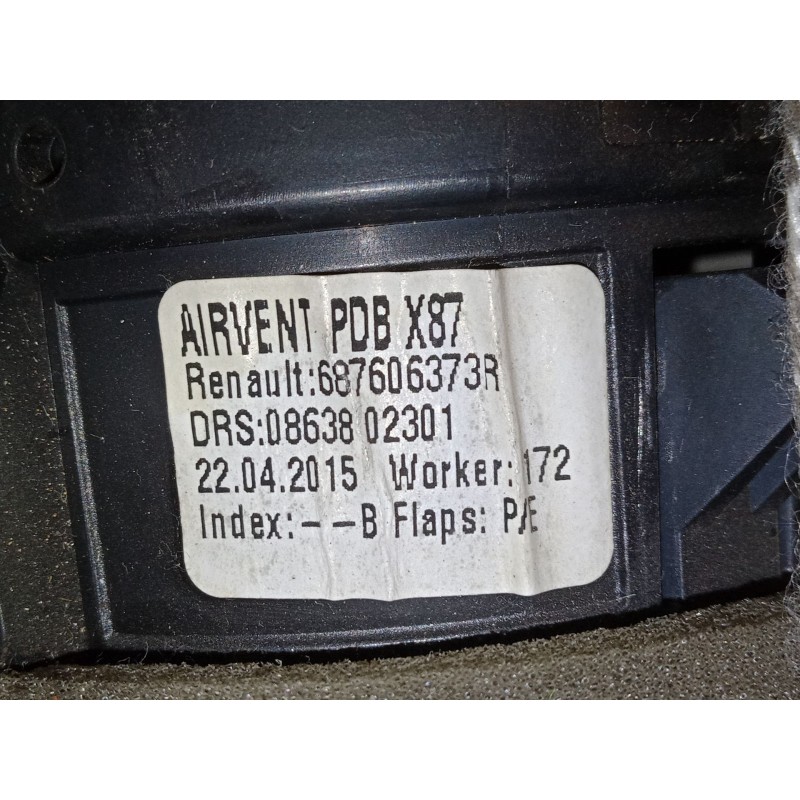 AIRVENT PDB X87
Renault:687606373R
DRS:08638 02301
22.04.2015 Worker:172
Index:--B Flaps: P/E